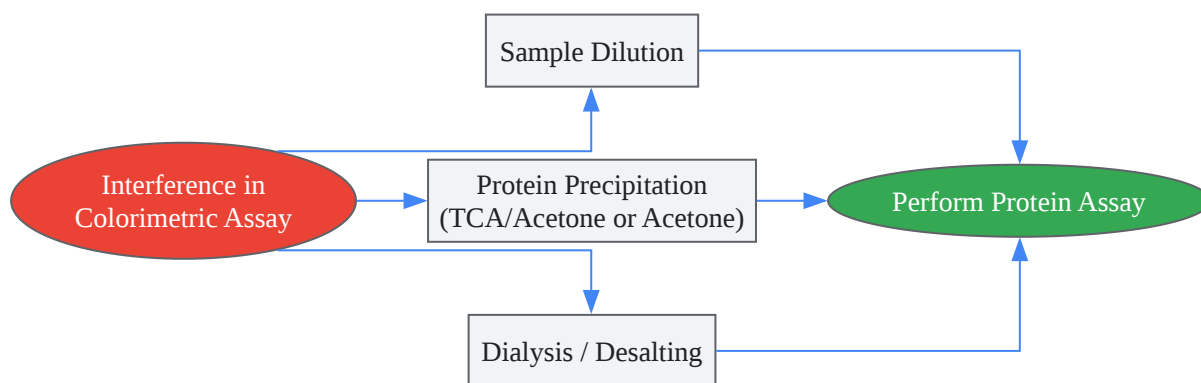 Sample Dilution
Interference in
Colorimetric Assay
Protein Precipitation
(TCA/Acetone or Acetone)
Perform Protein Assay
Dialysis / Desalting